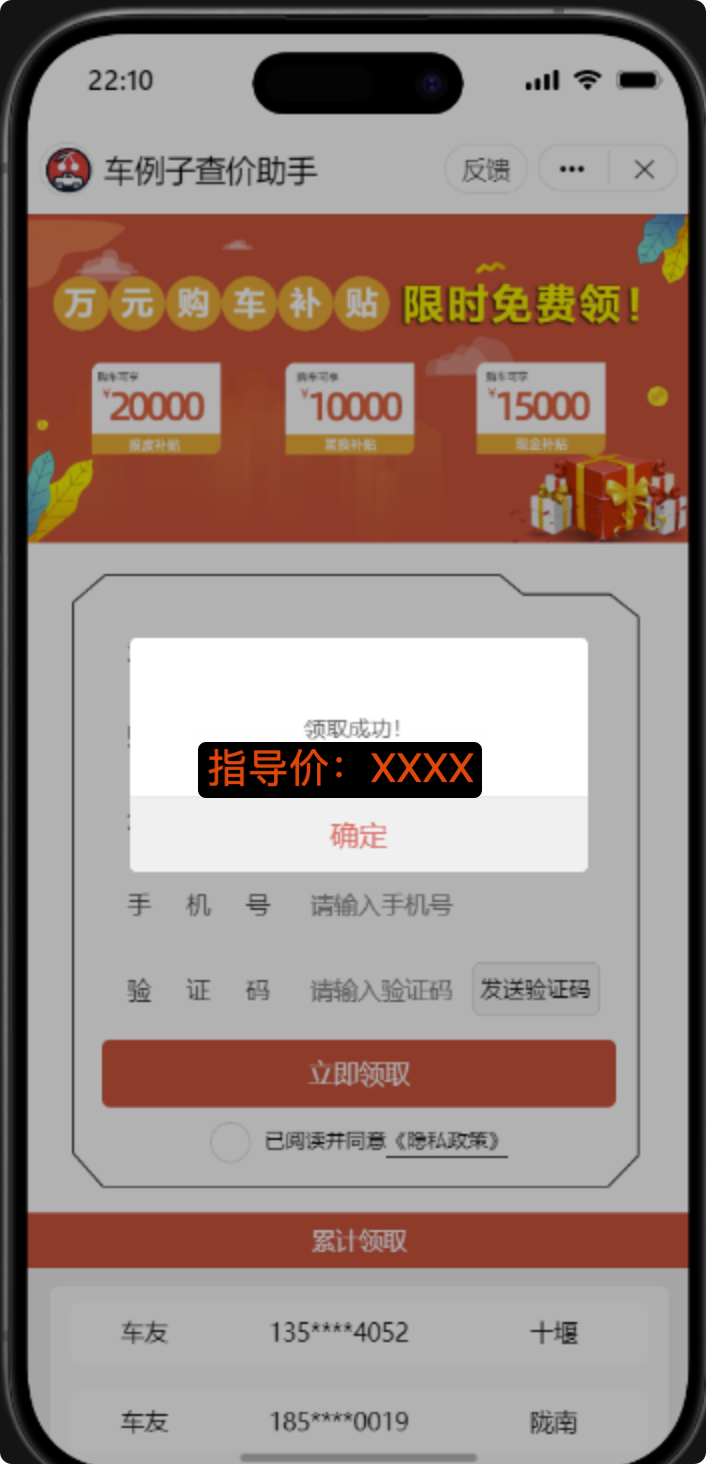 22:10
车例子查价助手 反馈
万元购车补贴 限时免费领!
购车可享 购车可享 购车可享
¥20000 ¥10000 ¥15000
报废补贴 置换补贴 现金补贴
领取成功!
指导价：XXXX
确定
手机号 请输入手机号
验证码 请输入验证码 发送验证码
立即领取
已阅读并同意《隐私政策》
累计领取
车友 135****4052 十堰
车友 185****0019 陇南